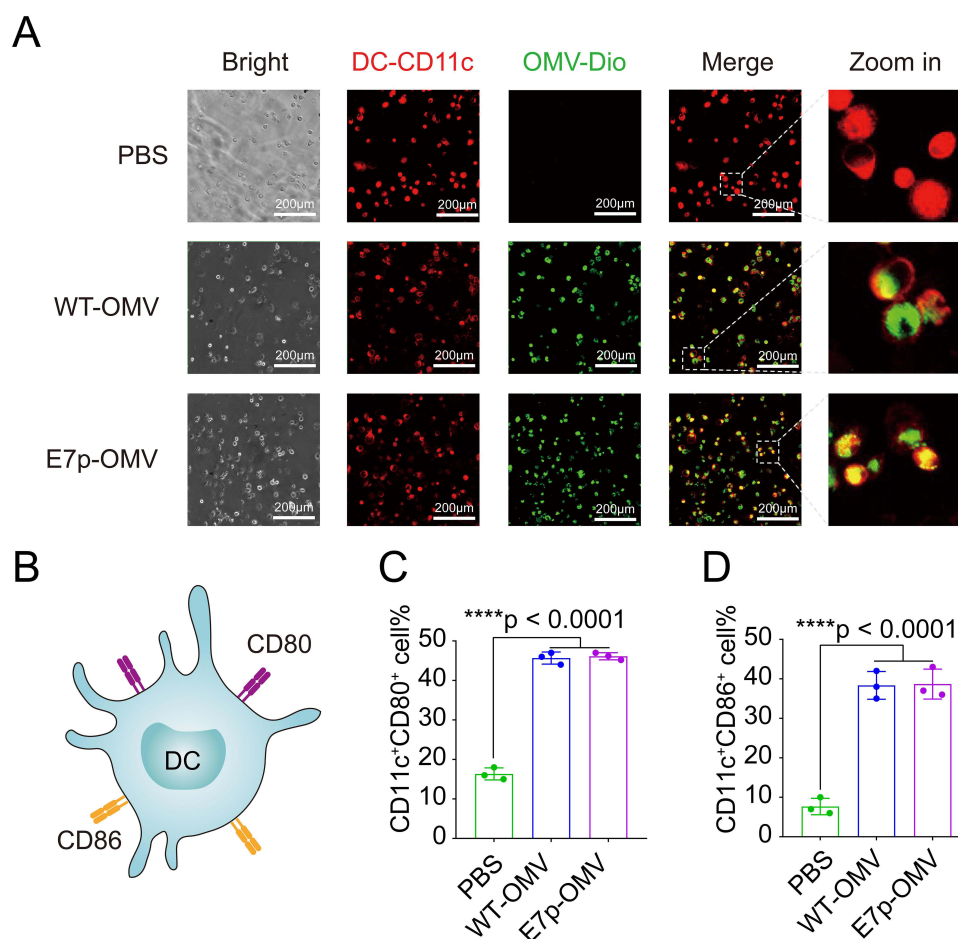 A
Bright DC-CD11c OMV-Dio Merge Zoom in
PBS
200μm 200μm 200μm 200μm
WT-OMV
200μm 200μm 200μm 200μm
E7p-OMV
200μm 200μm 200μm 200μm
B
CD80
DC
CD86
C
****p < 0.0001
CD11c⁺CD80⁺ cell%
50
40
30
20
10
0
PBS
WT-OMV
E7p-OMV
D
****p < 0.0001
CD11c⁺CD86⁺ cell%
50
40
30
20
10
0
PBS
WT-OMV
E7p-OMV